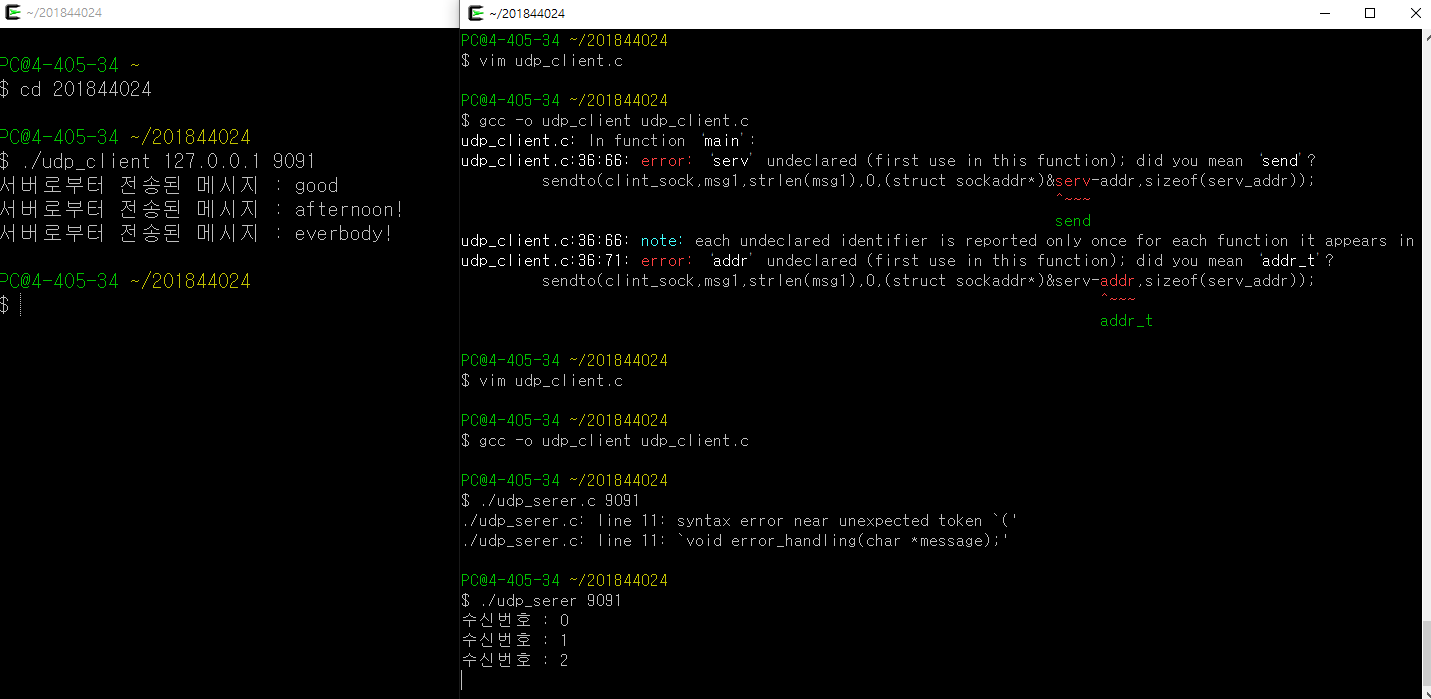 ~/201844024
PC@4-405-34 ~
$ cd 201844024
PC@4-405-34 ~/201844024
$ ./udp_client 127.0.0.1 9091
서버로부터 전송된 메시지 : good
서버로부터 전송된 메시지 : afternoon!
서버로부터 전송된 메시지 : everbody!
PC@4-405-34 ~/201844024
$
~/201844024
PC@4-405-34 ~/201844024
$ vim udp_client.c
PC@4-405-34 ~/201844024
$ gcc -o udp_client udp_client.c
udp_client.c: In function ‘main’:
udp_client.c:36:66: error: ‘serv’ undeclared (first use in this function); did you mean ‘send’?
sendto(clint_sock,msg1,strlen(msg1),0,(struct sockaddr*)&serv-addr,sizeof(serv_addr));
^~~~
send
udp_client.c:36:66: note: each undeclared identifier is reported only once for each function it appears in
udp_client.c:36:71: error: ‘addr’ undeclared (first use in this function); did you mean ‘addr_t’?
sendto(clint_sock,msg1,strlen(msg1),0,(struct sockaddr*)&serv-addr,sizeof(serv_addr));
^~~~
addr_t
PC@4-405-34 ~/201844024
$ vim udp_client.c
PC@4-405-34 ~/201844024
$ gcc -o udp_client udp_client.c
PC@4-405-34 ~/201844024
$ ./udp_serer.c 9091
./udp_serer.c: line 11: syntax error near unexpected token `('
./udp_serer.c: line 11: `void error_handling(char *message);'
PC@4-405-34 ~/201844024
$ ./udp_serer 9091
수신번호 : 0
수신번호 : 1
수신번호 : 2